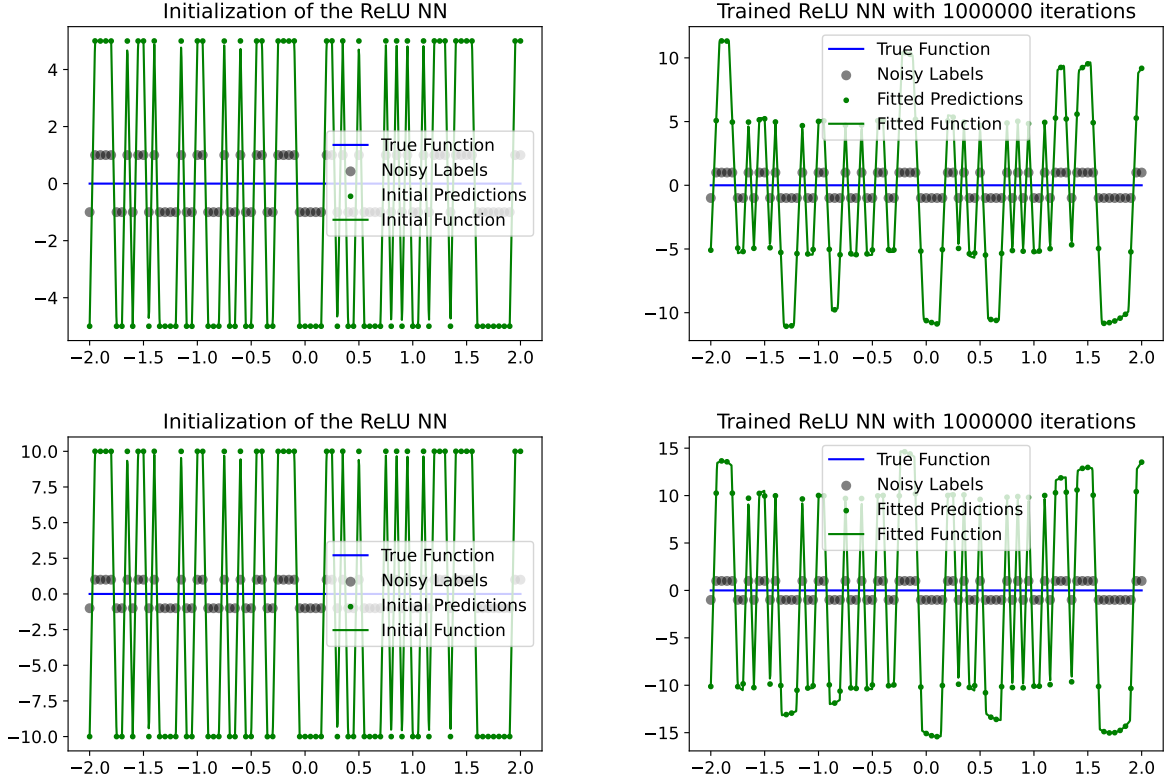 Initialization of the ReLU NN
4
2
0
−2
−4
True Function
Noisy Labels
Initial Predictions
Initial Function
−2.0 −1.5 −1.0 −0.5 0.0 0.5 1.0 1.5 2.0
Trained ReLU NN with 1000000 iterations
10
5
0
−5
−10
True Function
Noisy Labels
Fitted Predictions
Fitted Function
−2.0 −1.5 −1.0 −0.5 0.0 0.5 1.0 1.5 2.0
Initialization of the ReLU NN
10.0
7.5
5.0
2.5
0.0
−2.5
−5.0
−7.5
−10.0
True Function
Noisy Labels
Initial Predictions
Initial Function
−2.0 −1.5 −1.0 −0.5 0.0 0.5 1.0 1.5 2.0
Trained ReLU NN with 1000000 iterations
15
10
5
0
−5
−10
−15
True Function
Noisy Labels
Fitted Predictions
Fitted Function
−2.0 −1.5 −1.0 −0.5 0.0 0.5 1.0 1.5 2.0